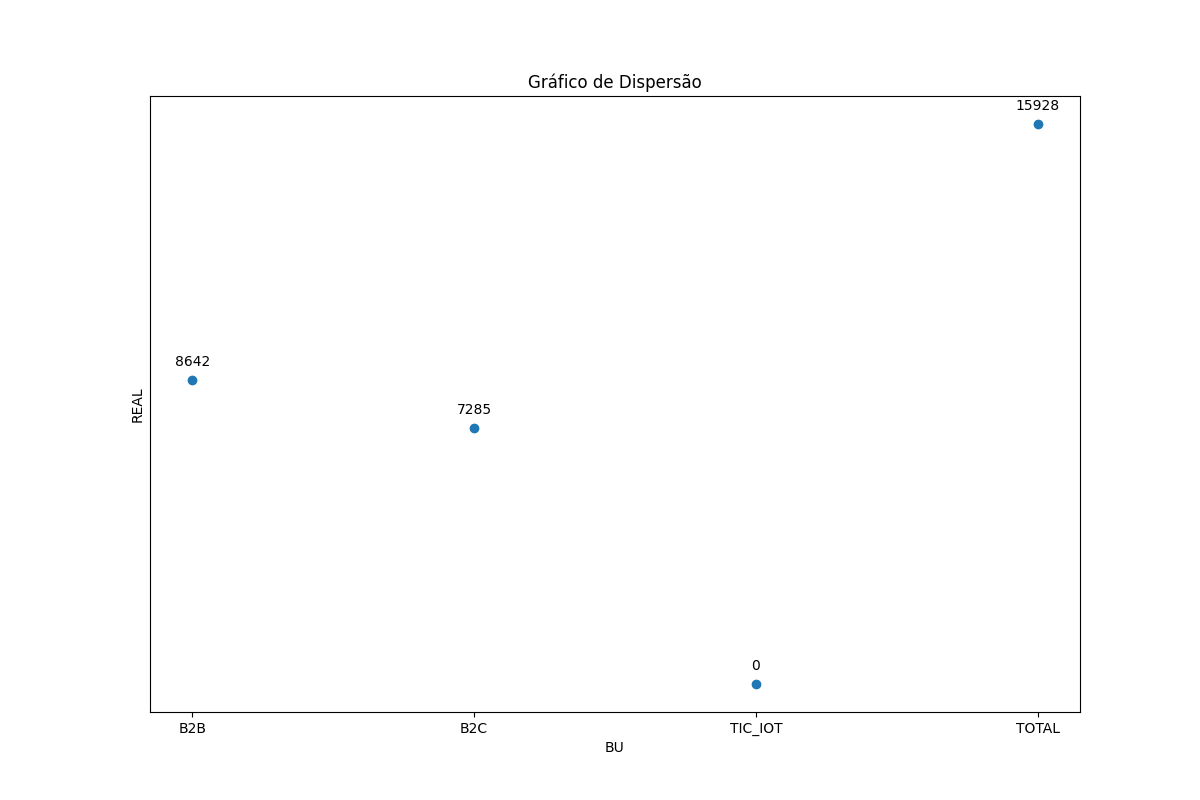 Gráfico de Dispersão
15928
8642
7285
0
REAL
B2B
B2C
TIC_IOT
TOTAL
BU